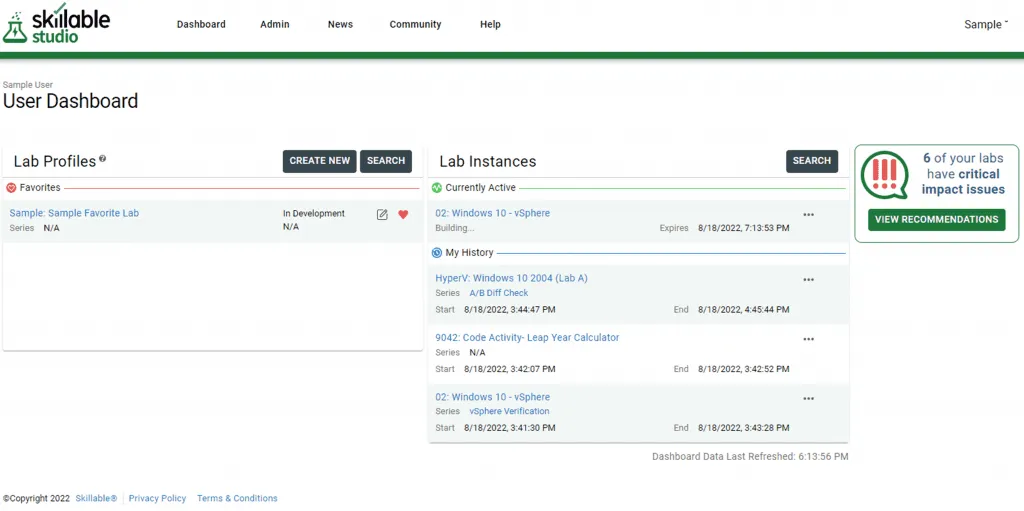 skillable
studio
Dashboard Admin News Community Help
Sample
Sample User
User Dashboard
Lab Profiles
CREATE NEW SEARCH
Favorites
Sample: Sample Favorite Lab In Development
Series N/A N/A
Lab Instances
SEARCH
Currently Active
02: Windows 10 - vSphere
Building... Expires 8/18/2022, 7:13:53 PM
My History
HyperV: Windows 10 2004 (Lab A)
Series A/B Diff Check
Start 8/18/2022, 3:44:47 PM End 8/18/2022, 4:45:44 PM
9042: Code Activity- Leap Year Calculator
Series N/A
Start 8/18/2022, 3:42:07 PM End 8/18/2022, 3:42:52 PM
02: Windows 10 - vSphere
Series vSphere Verification
Start 8/18/2022, 3:41:30 PM End 8/18/2022, 3:43:28 PM
Dashboard Data Last Refreshed: 6:13:56 PM
!!!
6 of your labs
have critical
impact issues
VIEW RECOMMENDATIONS
©Copyright 2022 Skillable® Privacy Policy Terms & Conditions